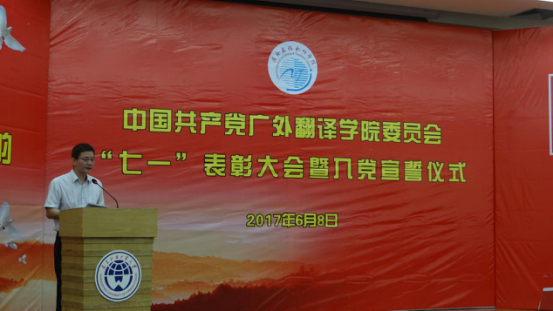 中国共产党广外翻译学院委员会
“七一”表彰大会暨入党宣誓仪式
2017年6月8日